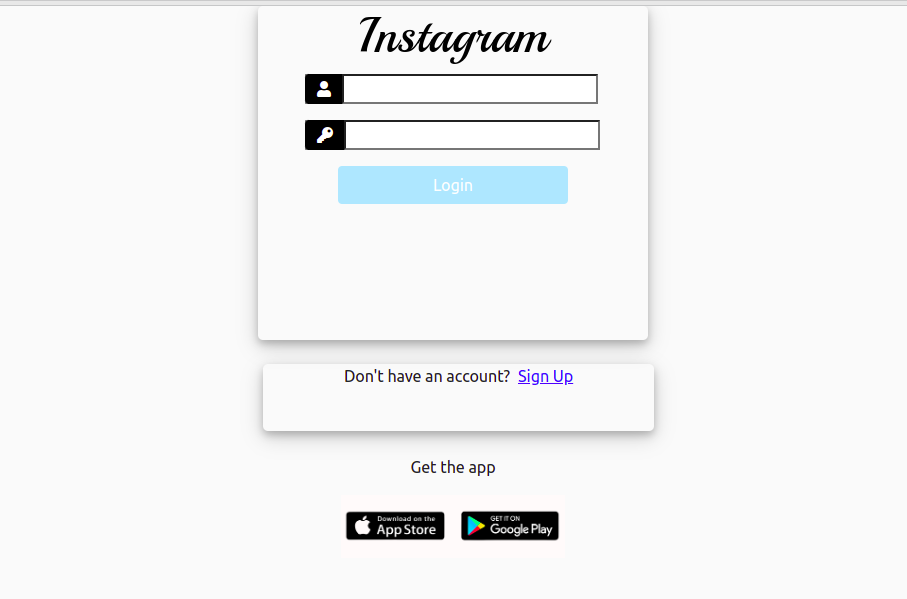 Instagram
Login
Don't have an account? Sign Up
Get the app
Download on the
App Store
GET IT ON
Google Play